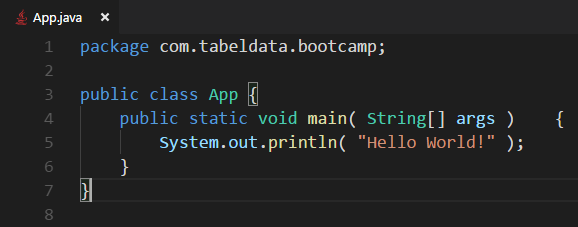 App.java ×
1 package com.tabeldata.bootcamp;
2
3 public class App {
4     public static void main( String[] args )    {
5         System.out.println( "Hello World!" );
6     }
7 }
8